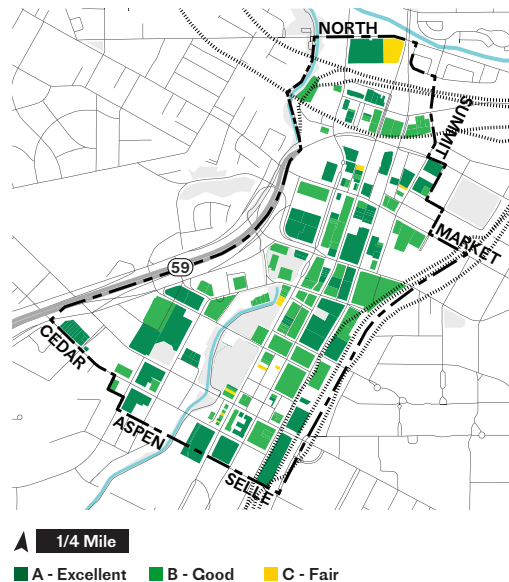 NORTH
SUMMIT
MARKET
59
CEDAR
ASPEN
SELLE
1/4 Mile
A - Excellent
B - Good
C - Fair